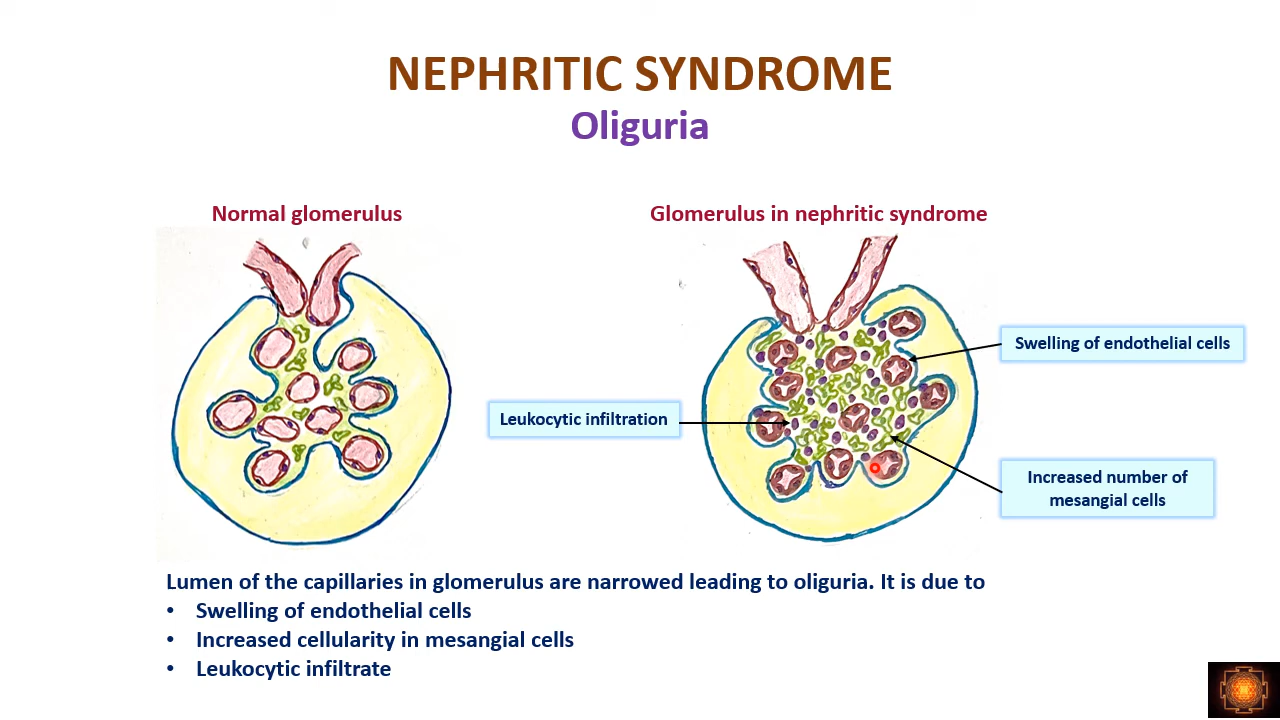 NEPHRITIC SYNDROME
Oliguria
Normal glomerulus
Glomerulus in nephritic syndrome
Swelling of endothelial cells
Leukocytic infiltration
Increased number of
mesangial cells
Lumen of the capillaries in glomerulus are narrowed leading to oliguria. It is due to
• Swelling of endothelial cells
• Increased cellularity in mesangial cells
• Leukocytic infiltrate